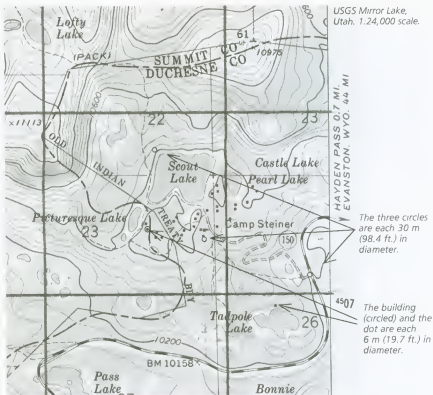 USGS Mirror Lake,
Utah. 1:24,000 scale.
Lofty
Lake
(PACK)
61
SUMMIT CO
DUCHESNE CO
10975
×11113
22
23
OLD INDIAN TREATY BDY
Scout
Lake
Castle Lake
Pearl Lake
HAYDEN PASS 0.7 MI.
EVANSTON, WYO. 44 MI
Picturesque Lake
23
Camp Steiner
150
The three circles
are each 30 m
(98.4 ft.) in
diameter.
4507
Tadpole
Lake
26
The building
(circled) and the
dot are each
6 m (19.7 ft.) in
diameter.
10200
BM 10158
Pass
Lake
Bonnie